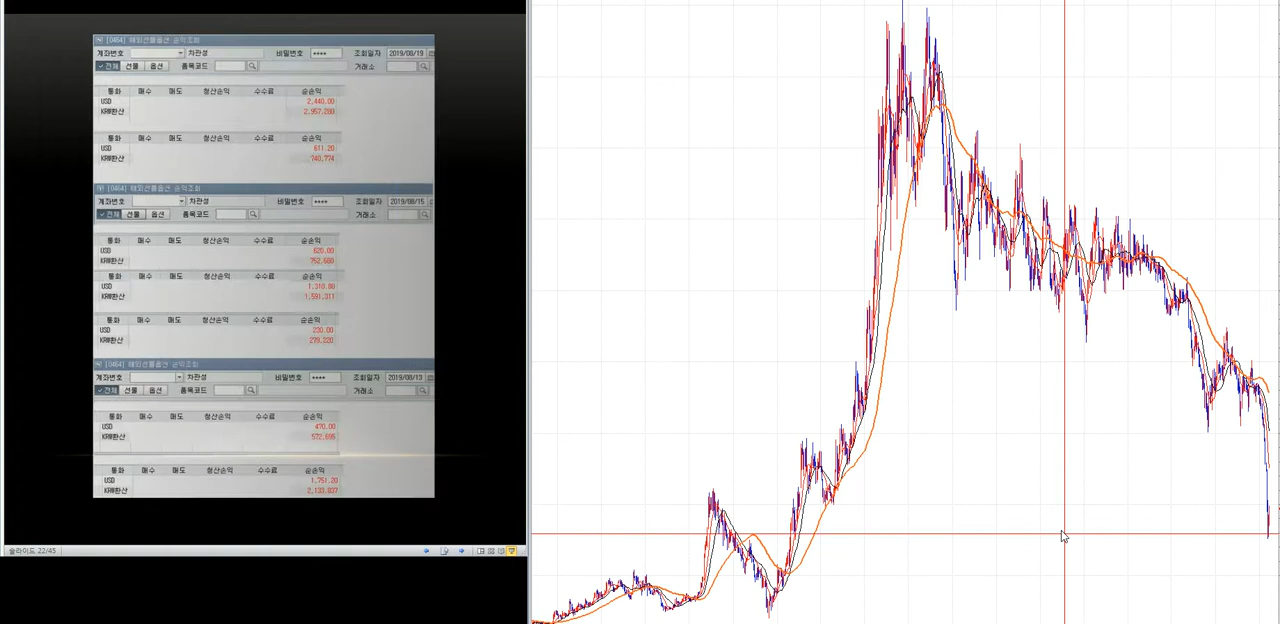 [0464] 해외선물옵션 순익조회
계좌번호 차잔성 비밀번호 **** 조회일자 2019/08/19
✓전체 선물 옵션 품목코드 거래소
통화 매수 매도 청산손익 수수료 순손익
USD 2,440.00
KRW환산 2,957,280
통화 매수 매도 청산손익 수수료 순손익
USD 611.20
KRW환산 740,774
[0464] 해외선물옵션 순익조회
계좌번호 차잔성 비밀번호 **** 조회일자 2019/08/15
✓전체 선물 옵션 품목코드 거래소
통화 매수 매도 청산손익 수수료 순손익
USD 620.00
KRW환산 752,680
통화 매수 매도 청산손익 수수료 순손익
USD 1,310.80
KRW환산 1,591,311
통화 매수 매도 청산손익 수수료 순손익
USD 230.00
KRW환산 279,220
[0464] 해외선물옵션 순익조회
계좌번호 차잔성 비밀번호 **** 조회일자 2019/08/13
✓전체 선물 옵션 품목코드 거래소
통화 매수 매도 청산손익 수수료 순손익
USD 470.00
KRW환산 572,695
통화 매수 매도 청산손익 수수료 순손익
USD 1,751.20
KRW환산 2,133,837
슬라이드 22/45